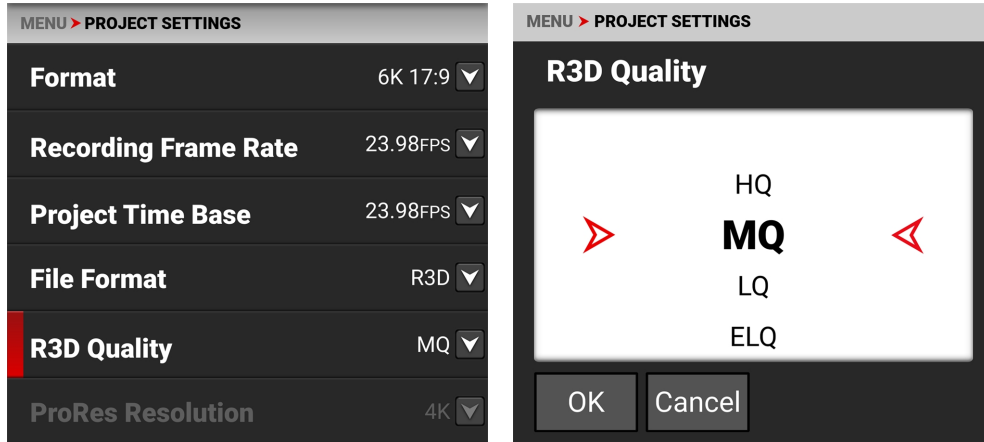 MENU PROJECT SETTINGS
Format 6K 17:9
Recording Frame Rate 23.98FPS
Project Time Base 23.98FPS
File Format R3D
R3D Quality MQ
ProRes Resolution 4K
MENU PROJECT SETTINGS
R3D Quality
HQ
MQ
LQ
ELQ
OK Cancel